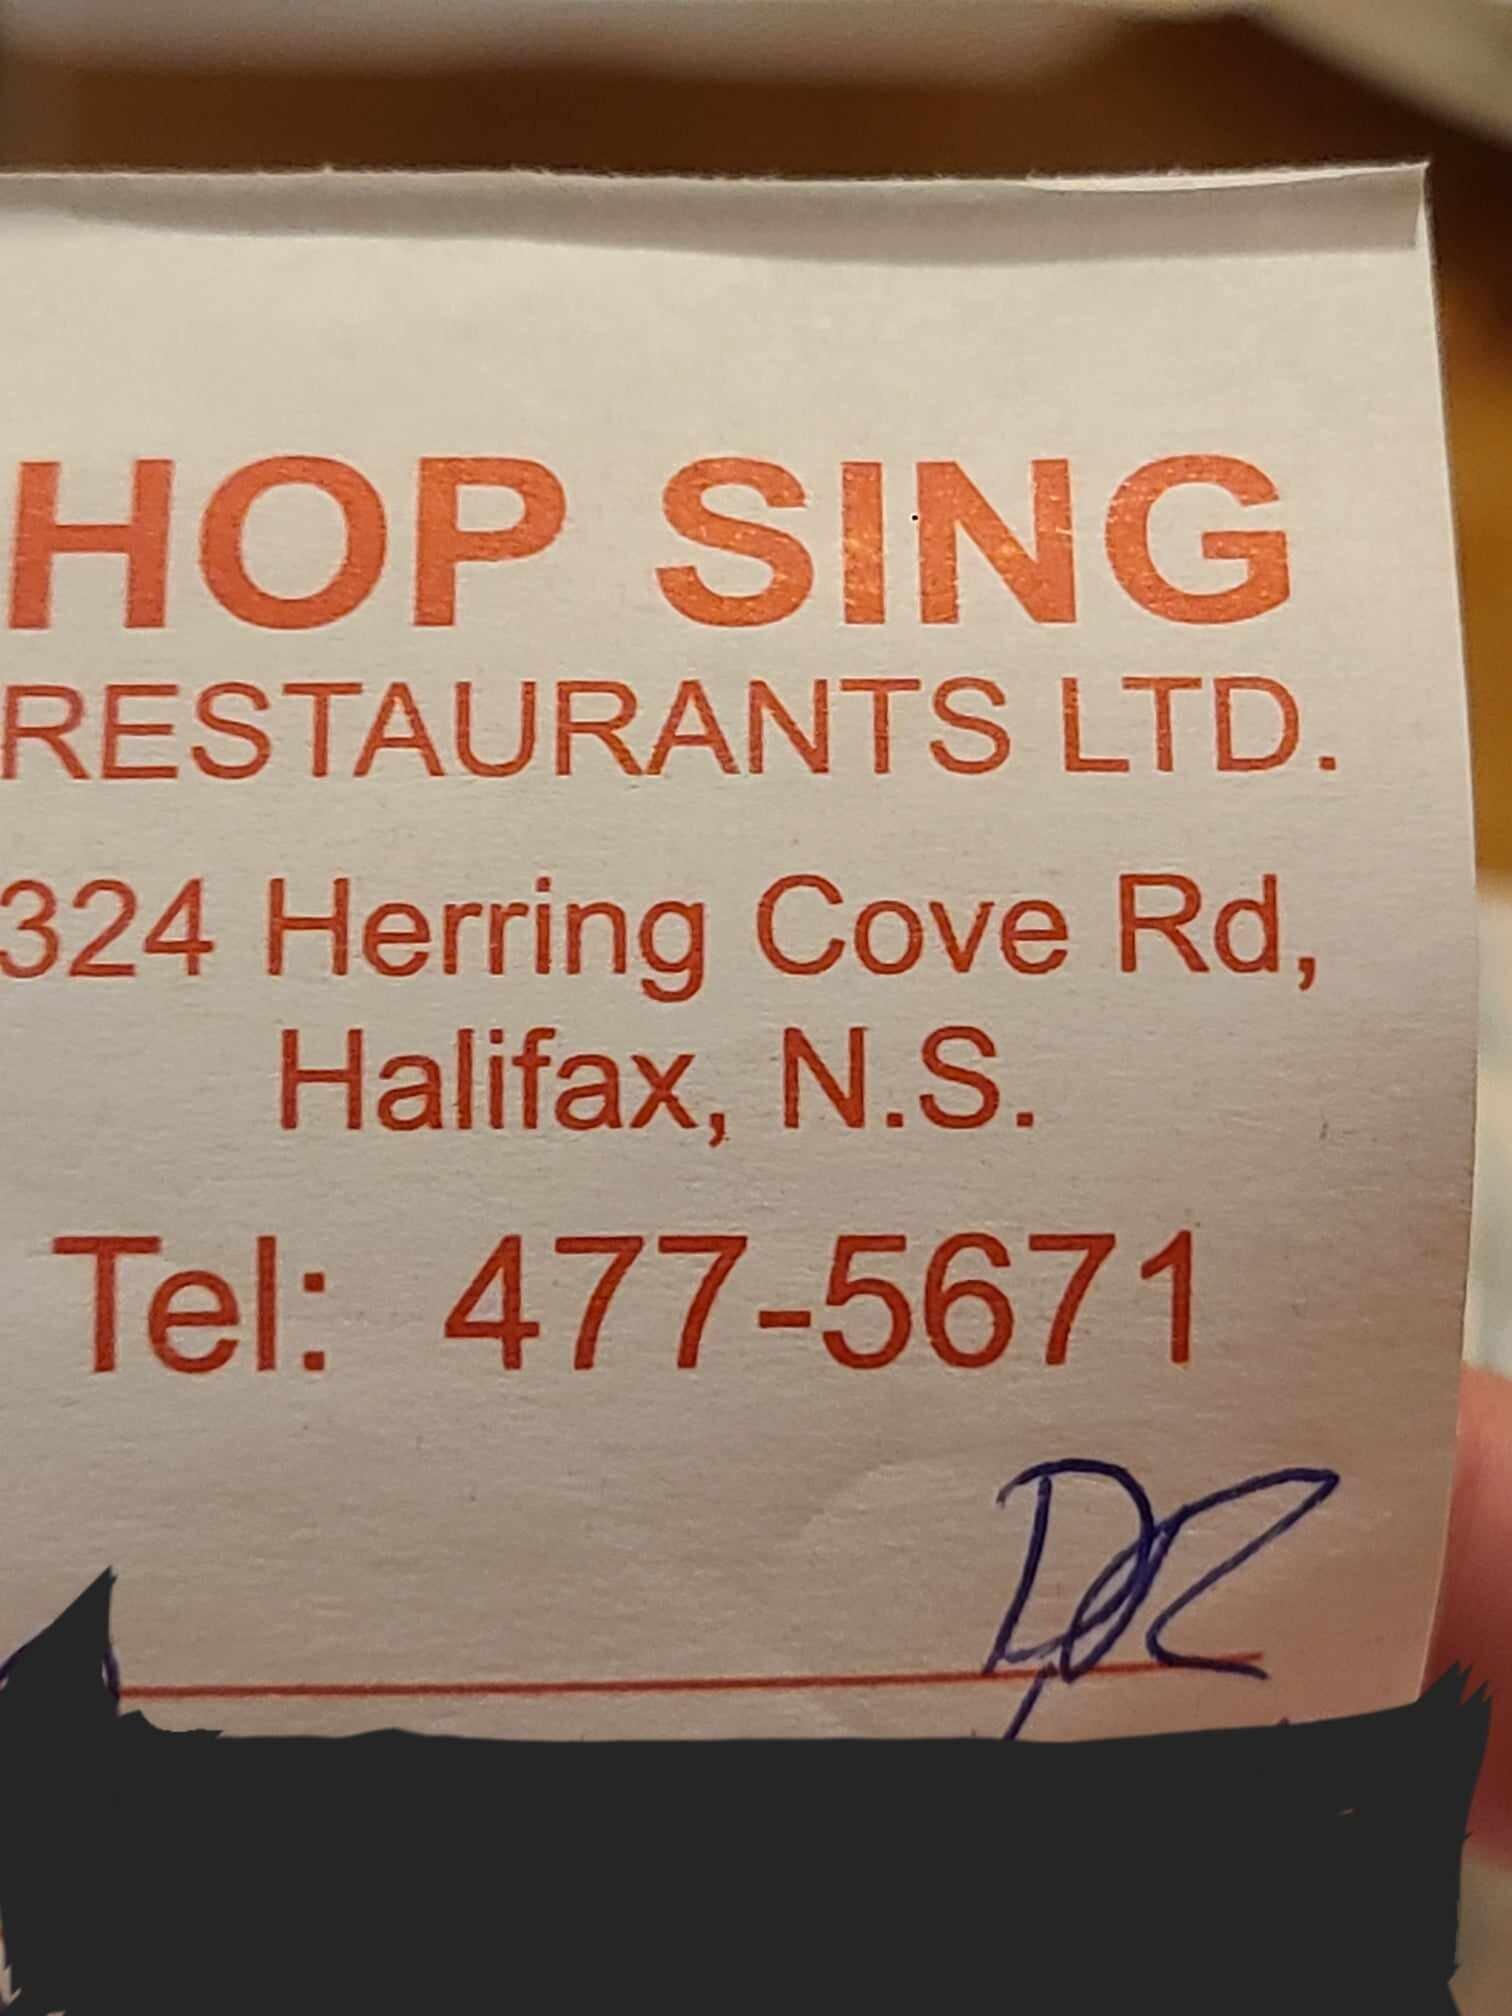 HOP SING
RESTAURANTS LTD.
324 Herring Cove Rd,
Halifax, N.S.
Tel: 477-5671